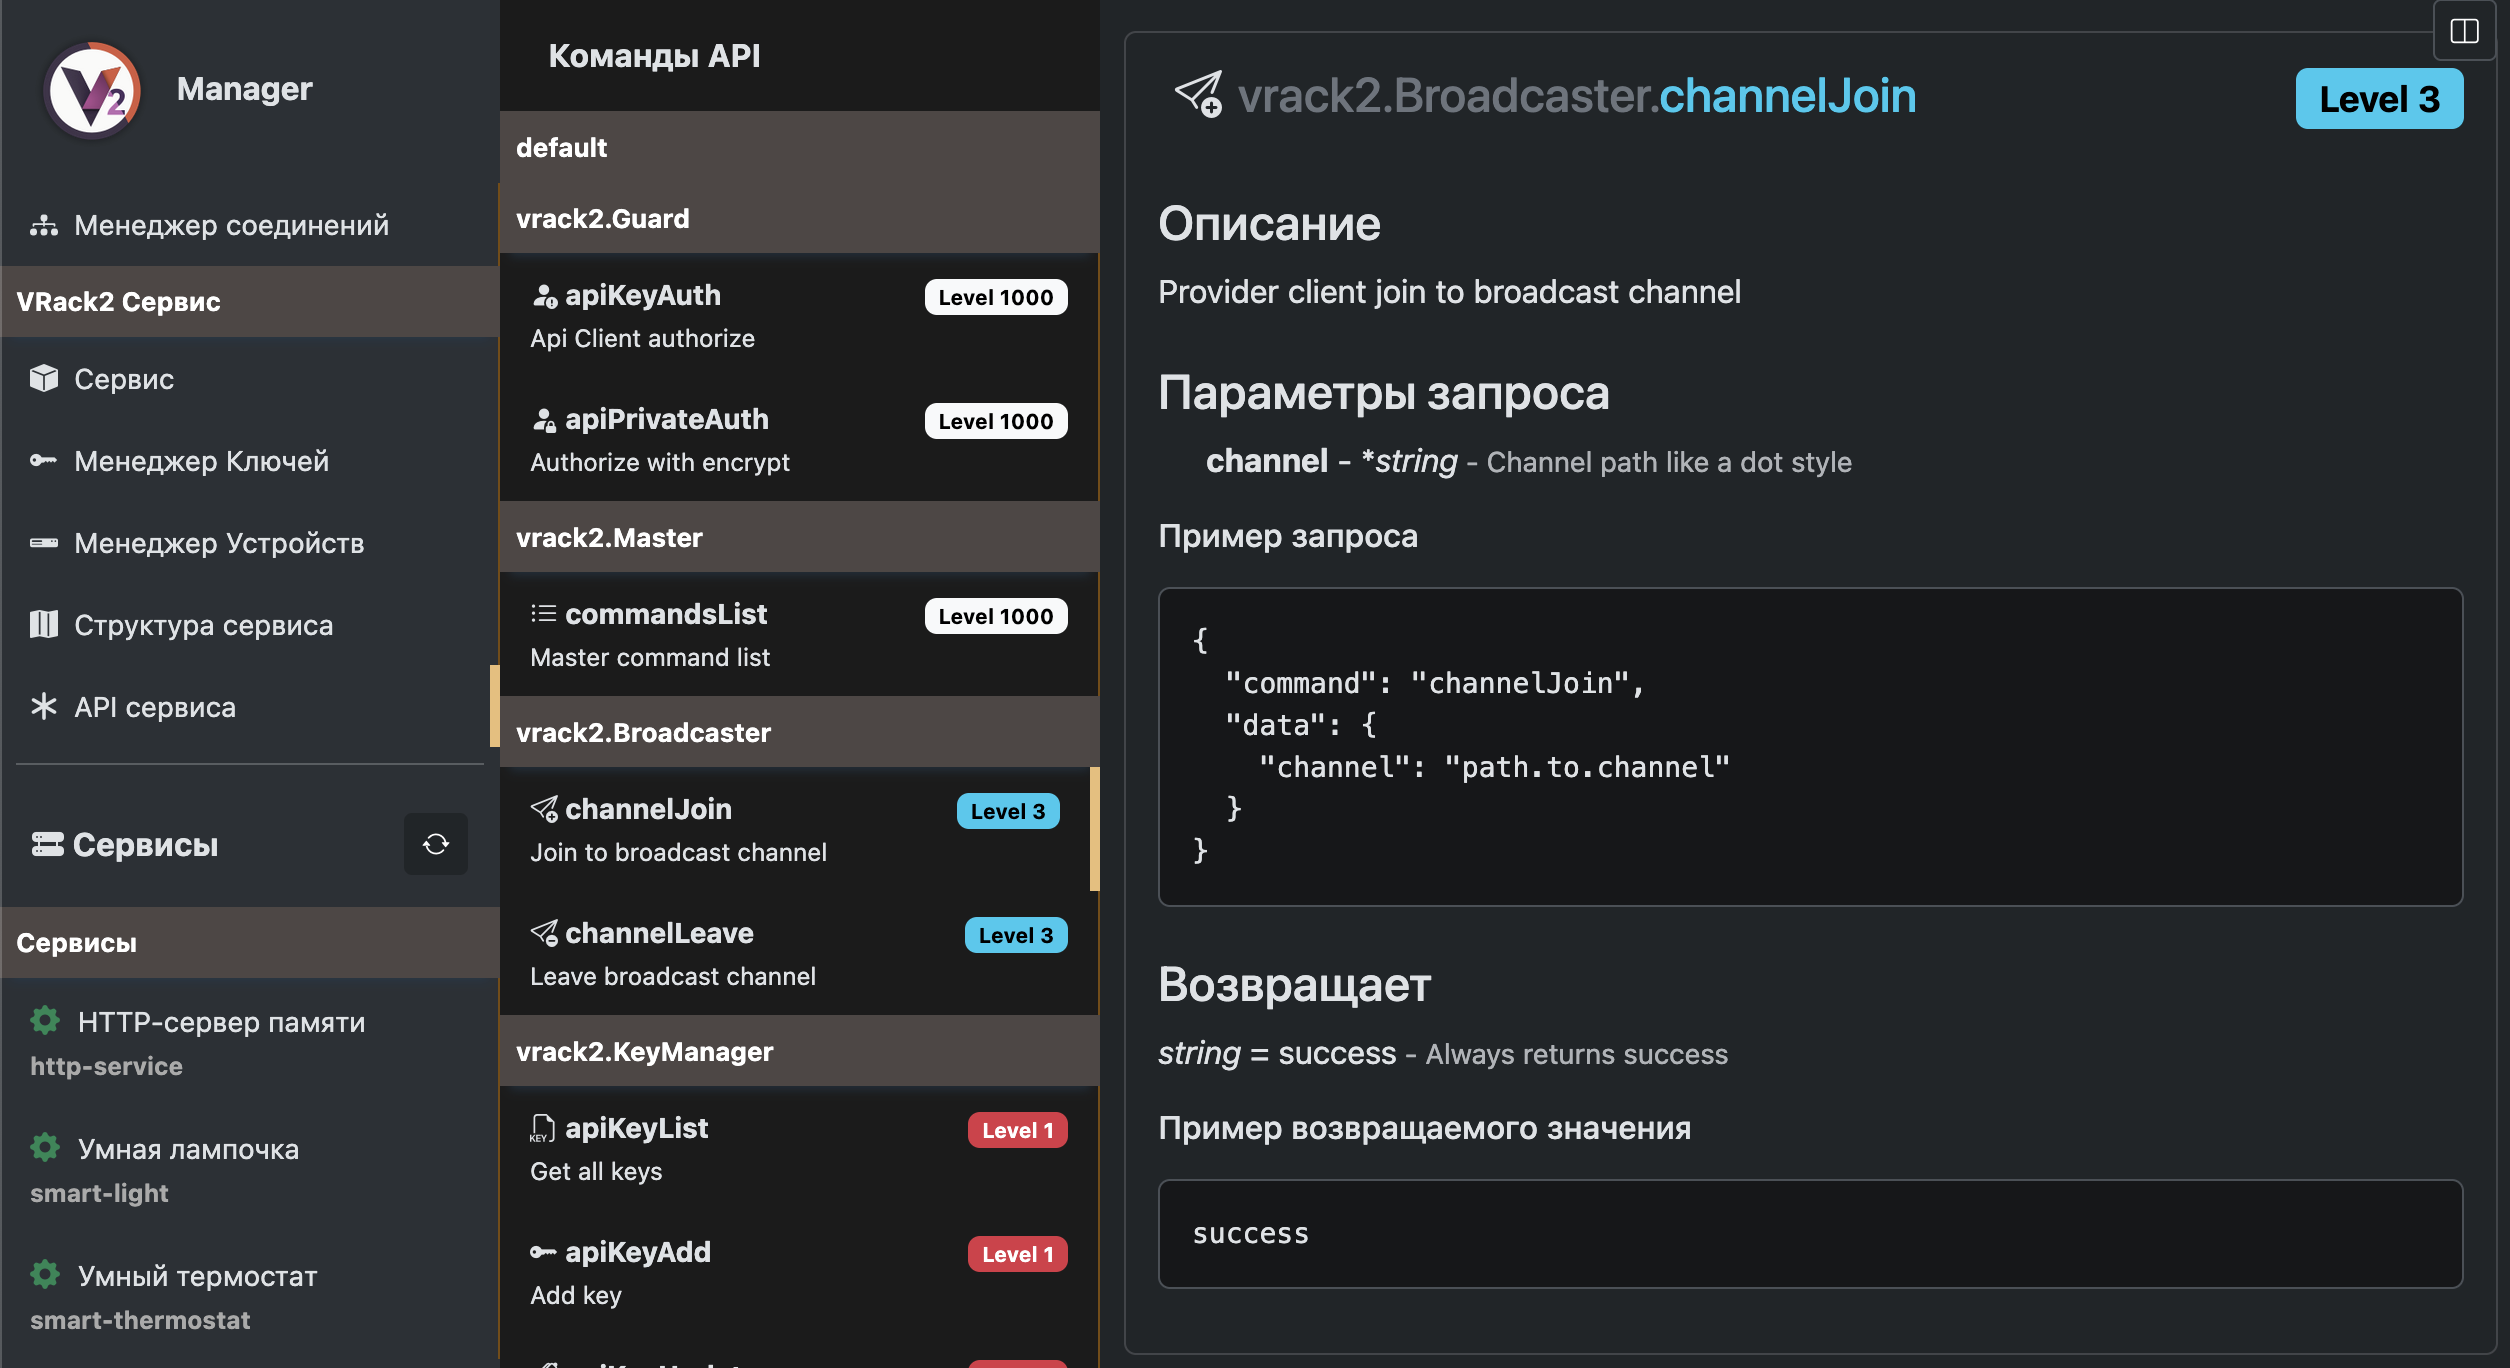 Manager
Менеджер соединений
VRack2 Сервис
Сервис
Менеджер Ключей
Менеджер Устройств
Структура сервиса
API сервиса
Сервисы
Сервисы
HTTP-сервер памяти
http-service
Умная лампочка
smart-light
Умный термостат
smart-thermostat
Команды API
default
vrack2.Guard
apiKeyAuth Level 1000
Api Client authorize
apiPrivateAuth Level 1000
Authorize with encrypt
vrack2.Master
commandsList Level 1000
Master command list
vrack2.Broadcaster
channelJoin Level 3
Join to broadcast channel
channelLeave Level 3
Leave broadcast channel
vrack2.KeyManager
apiKeyList Level 1
Get all keys
apiKeyAdd Level 1
Add key
vrack2.Broadcaster.channelJoin Level 3
Описание
Provider client join to broadcast channel
Параметры запроса
channel - *string - Channel path like a dot style
Пример запроса
{
"command": "channelJoin",
"data": {
"channel": "path.to.channel"
}
}
Возвращает
string = success - Always returns success
Пример возвращаемого значения
success